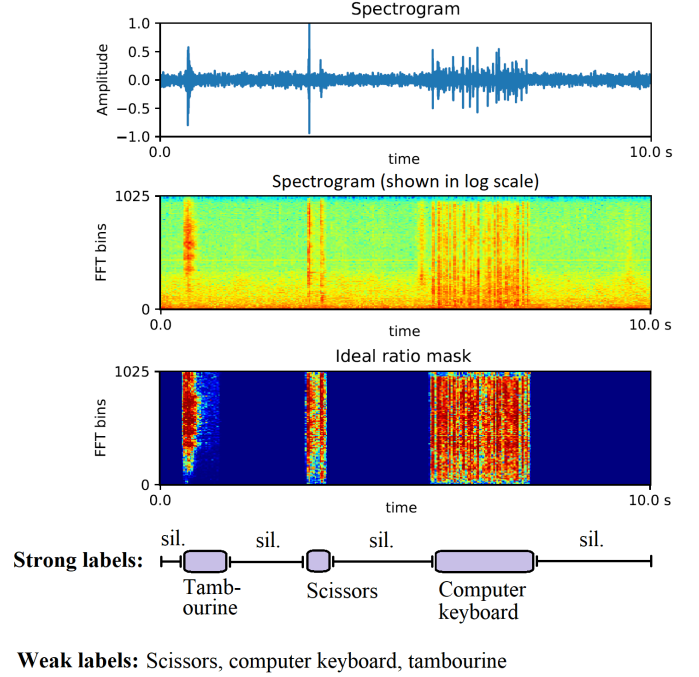 Spectrogram
1.0
0.5
0.0
−0.5
−1.0
Amplitude
0.0
10.0 s
time
Spectrogram (shown in log scale)
1025
0
FFT bins
0.0
10.0 s
time
Ideal ratio mask
1025
0
FFT bins
0.0
10.0 s
time
sil. sil. sil. sil.
Strong labels:
Tamb-
ourine
Scissors
Computer
keyboard
Weak labels: Scissors, computer keyboard, tambourine